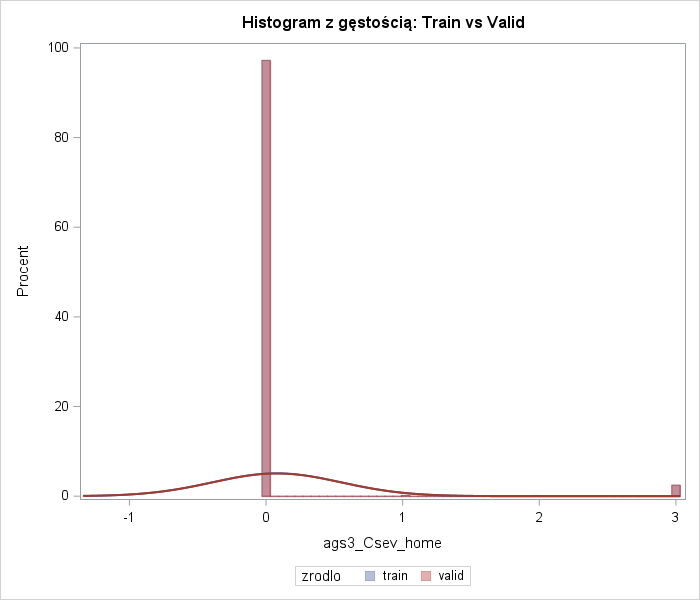 Histogram z gęstością: Train vs Valid
100
80
60
40
20
0
Procent
-1 0 1 2 3
ags3_Csev_home
zrodlo train valid